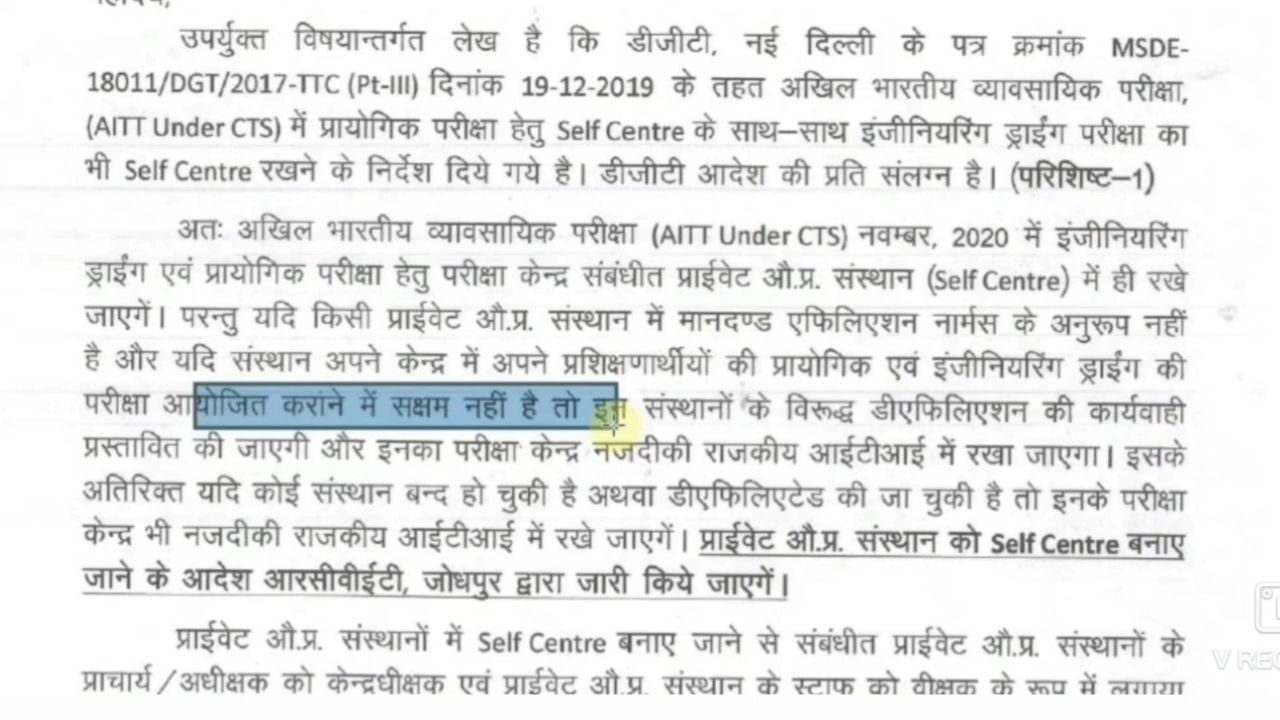 उपर्युक्त विषयान्तर्गत लेख है कि डीजीटी, नई दिल्ली के पत्र क्रमांक MSDE-
18011/DGT/2017-TTC (Pt-III) दिनांक 19-12-2019 के तहत अखिल भारतीय व्यावसायिक परीक्षा,
(AITT Under CTS) में प्रायोगिक परीक्षा हेतु Self Centre के साथ–साथ इंजीनियरिंग ड्राईंग परीक्षा का
भी Self Centre रखने के निर्देश दिये गये है। डीजीटी आदेश की प्रति संलग्न है। (परिशिष्ट–1)
अतः अखिल भारतीय व्यावसायिक परीक्षा (AITT Under CTS) नवम्बर, 2020 में इंजीनियरिंग
ड्राईंग एवं प्रायोगिक परीक्षा हेतु परीक्षा केन्द्र संबंधीत प्राईवेट औ.प्र. संस्थान (Self Centre) में ही रखे
जाएगें। परन्तु यदि किसी प्राईवेट औ.प्र. संस्थान में मानदण्ड एफिलिएशन नार्मस के अनुरूप नहीं
है और यदि संस्थान अपने केन्द्र में अपने प्रशिक्षणार्थीयों की प्रायोगिक एवं इंजीनियरिंग ड्राईंग की
परीक्षा आयोजित करांने में सक्षम नहीं है तो इन संस्थानों के विरूद्ध डीएफिलिएशन की कार्यवाही
प्रस्तावित की जाएगी और इनका परीक्षा केन्द्र नजदीकी राजकीय आईटीआई में रखा जाएगा। इसके
अतिरिक्त यदि कोई संस्थान बन्द हो चुकी है अथवा डीएफिलिएटेड की जा चुकी है तो इनके परीक्षा
केन्द्र भी नजदीकी राजकीय आईटीआई में रखे जाएगें। प्राईवेट औ.प्र. संस्थान को Self Centre बनाए
जाने के आदेश आरसीवीईटी, जोधपुर द्वारा जारी किये जाएगें।
प्राईवेट औ.प्र. संस्थानों में Self Centre बनाए जाने से संबंधीत प्राईवेट औ.प्र. संस्थानों के
प्राचार्य/अधीक्षक को केन्द्रधीक्षक एवं प्राईवेट औ.प्र. संस्थान के स्टाफ को वीक्षक के रूप में लगाया
V REC